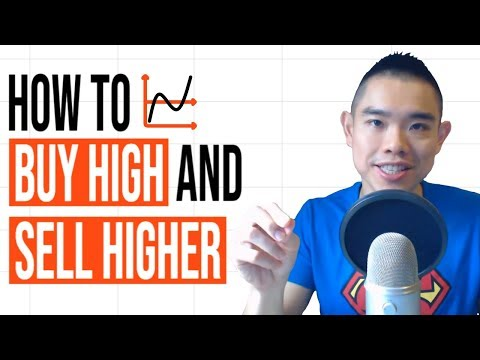 HOW TO
BUY HIGH AND
SELL HIGHER